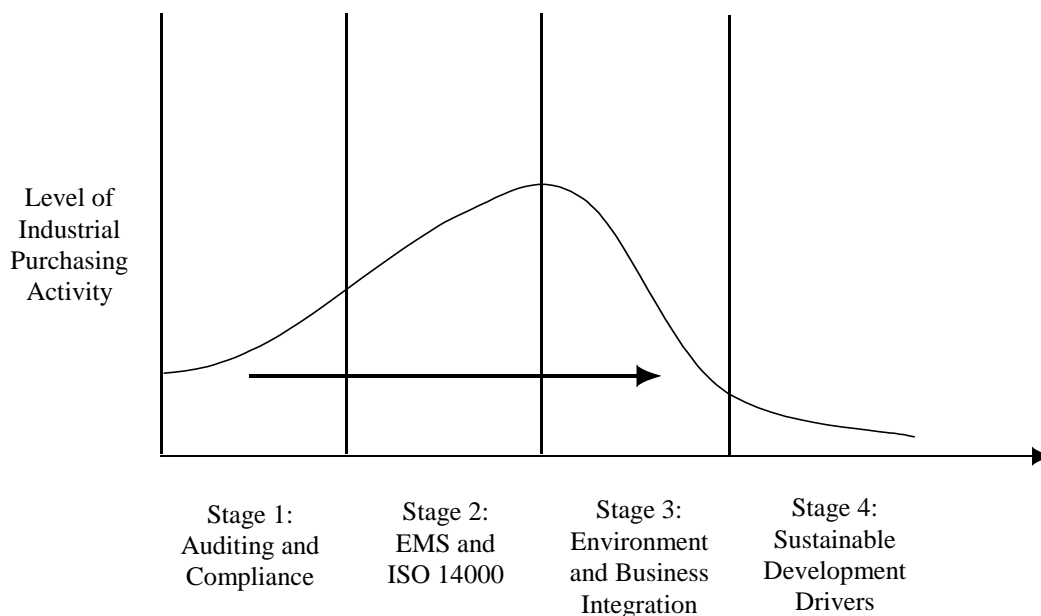 Level of
Industrial
Purchasing
Activity
Stage 1:
Auditing and
Compliance
Stage 2:
EMS and
ISO 14000
Stage 3:
Environment
and Business
Integration
Stage 4:
Sustainable
Development
Drivers